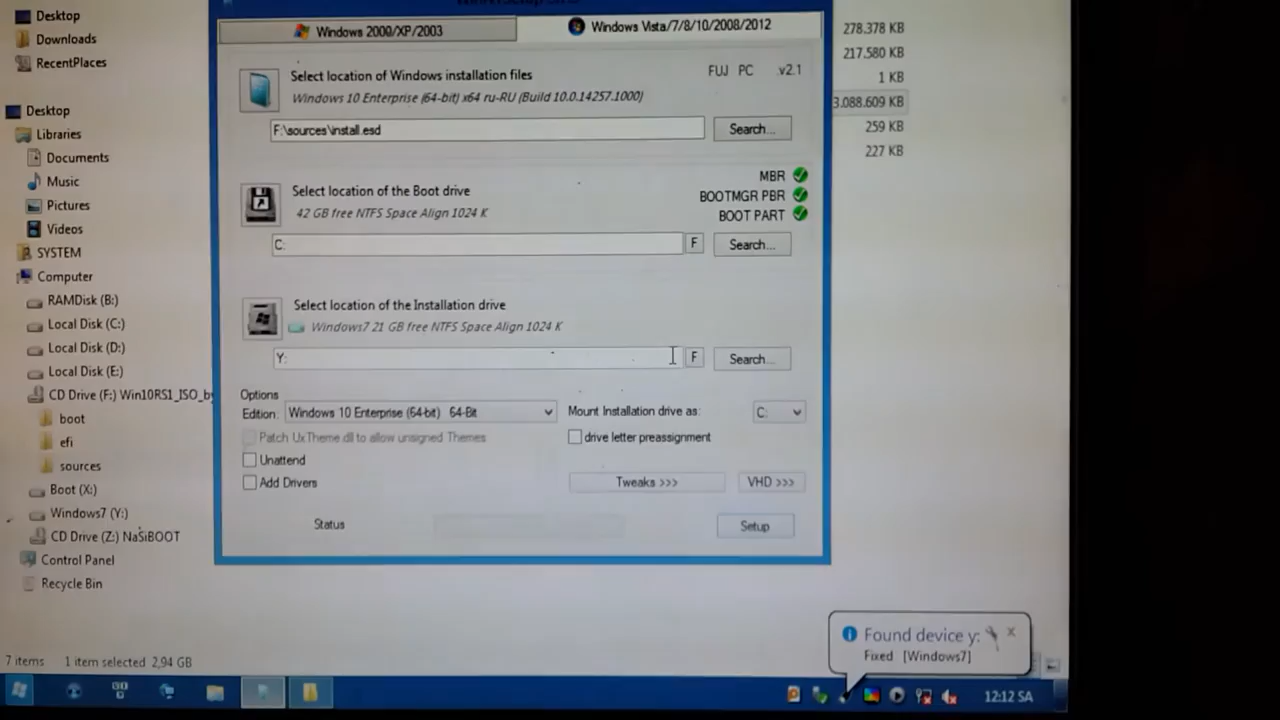 Desktop
Downloads
RecentPlaces
Desktop
Libraries
Documents
Music
Pictures
Videos
SYSTEM
Computer
RAMDisk (B:)
Local Disk (C:)
Local Disk (D:)
Local Disk (E:)
CD Drive (F:) Win10RS1_ISO_b
boot
efi
sources
Boot (X:)
Windows7 (Y:)
CD Drive (Z:) NaSiBOOT
Control Panel
Recycle Bin
7 items 1 item selected 2,94 GB
Windows 2000/XP/2003
Windows Vista/7/8/10/2008/2012
Select location of Windows installation files
FUJ PC .v2.1
Windows 10 Enterprise (64-bit) x64 ru-RU (Build 10.0.14257.1000)
F:\sources\install.esd
Search...
MBR
BOOTMGR PBR
BOOT PART
Select location of the Boot drive
42 GB free NTFS Space Align 1024 K
C:
F
Search...
Select location of the Installation drive
Windows7 21 GB free NTFS Space Align 1024 K
Y:
F
Search...
Options
Edition: Windows 10 Enterprise (64-bit) 64-Bit
Mount Installation drive as: C:
Patch UxTheme dll to allow unsigned Themes
drive letter preassignment
Unattend
Add Drivers
Tweaks >>>
VHD >>>
Status
Setup
278.378 KB
217.580 KB
1 KB
3.088.609 KB
259 KB
227 KB
Found device y:
Fixed [Windows7]
12:12 SA